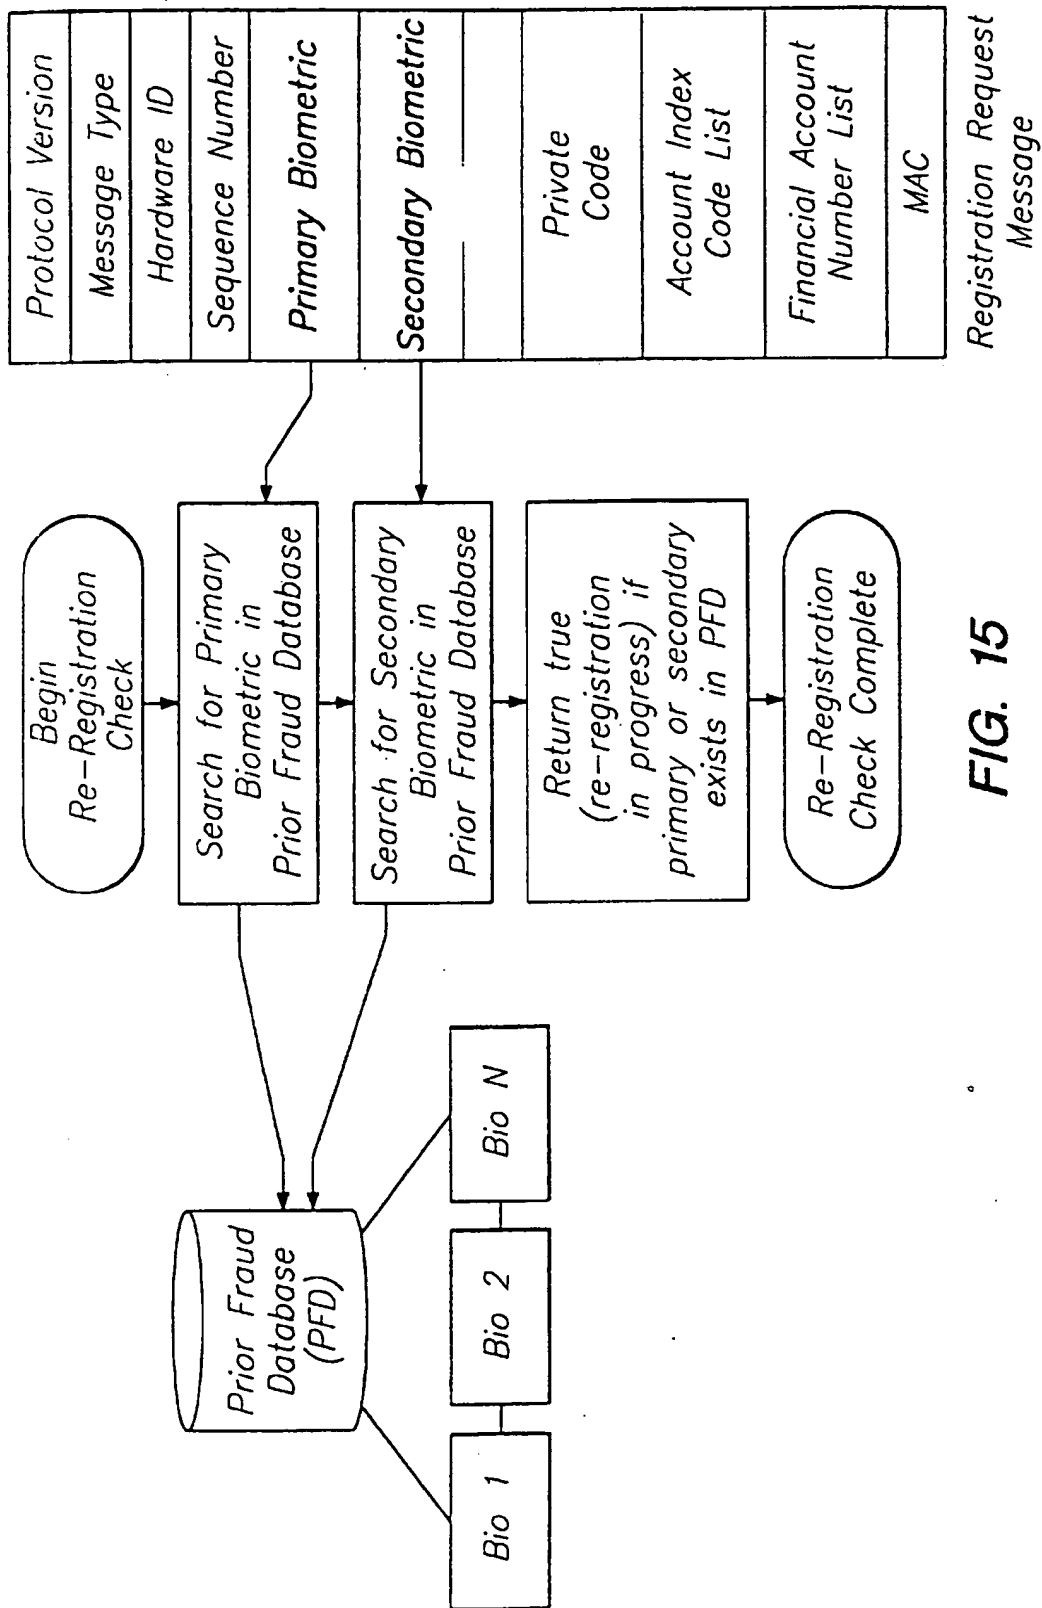 Begin
Re-Registration
Check
Search for Primary
Biometric in
Prior Fraud Database
Search for Secondary
Biometric in
Prior Fraud Database
Return true
(re-registration
in progress) if
primary or secondary
exists in PFD
Re-Registration
Check Complete
Prior Fraud
Database
(PFD)
Bio 1
Bio 2
Bio N
Protocol Version
Message Type
Hardware ID
Sequence Number
Primary Biometric
Secondary Biometric
Private
Code
Account Index
Code List
Financial Account
Number List
MAC
Registration Request
Message
FIG. 15